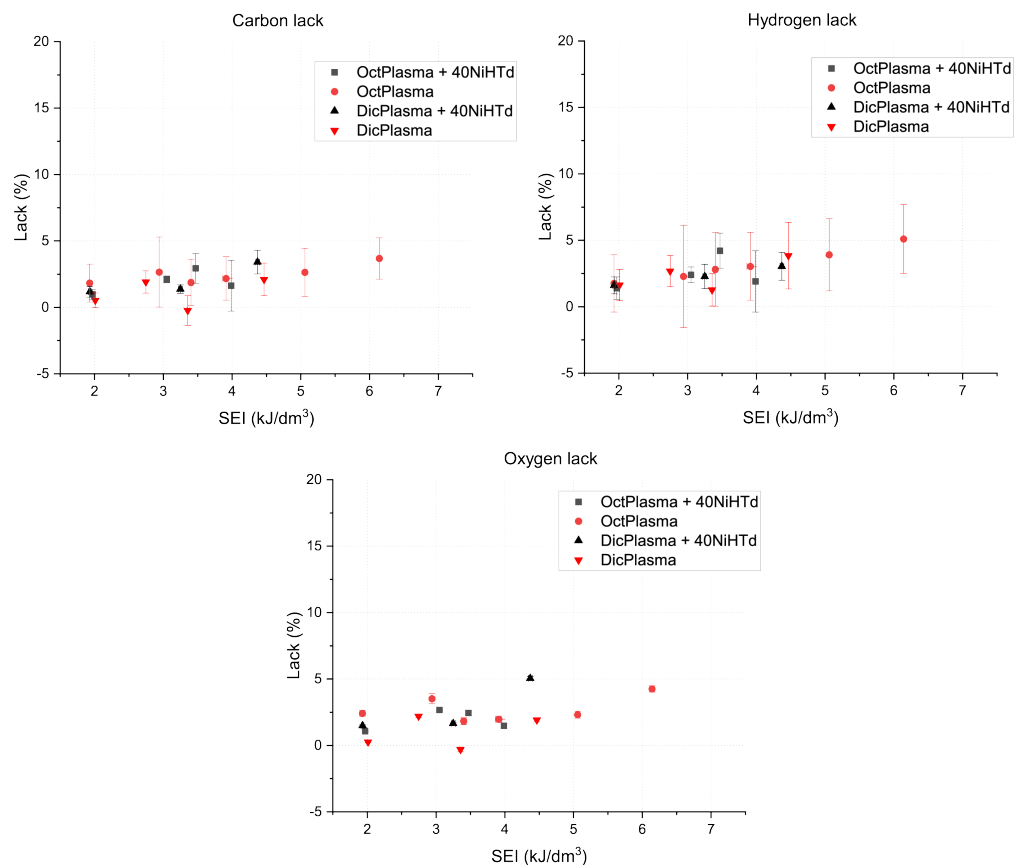 Carbon lack
20
15
10
5
0
-5
Lack (%)
OctPlasma + 40NiHTd
OctPlasma
DicPlasma + 40NiHTd
DicPlasma
2 3 4 5 6 7
SEI (kJ/dm³)
Hydrogen lack
20
15
10
5
0
-5
Lack (%)
OctPlasma + 40NiHTd
OctPlasma
DicPlasma + 40NiHTd
DicPlasma
2 3 4 5 6 7
SEI (kJ/dm³)
Oxygen lack
20
15
10
5
0
-5
Lack (%)
OctPlasma + 40NiHTd
OctPlasma
DicPlasma + 40NiHTd
DicPlasma
2 3 4 5 6 7
SEI (kJ/dm³)